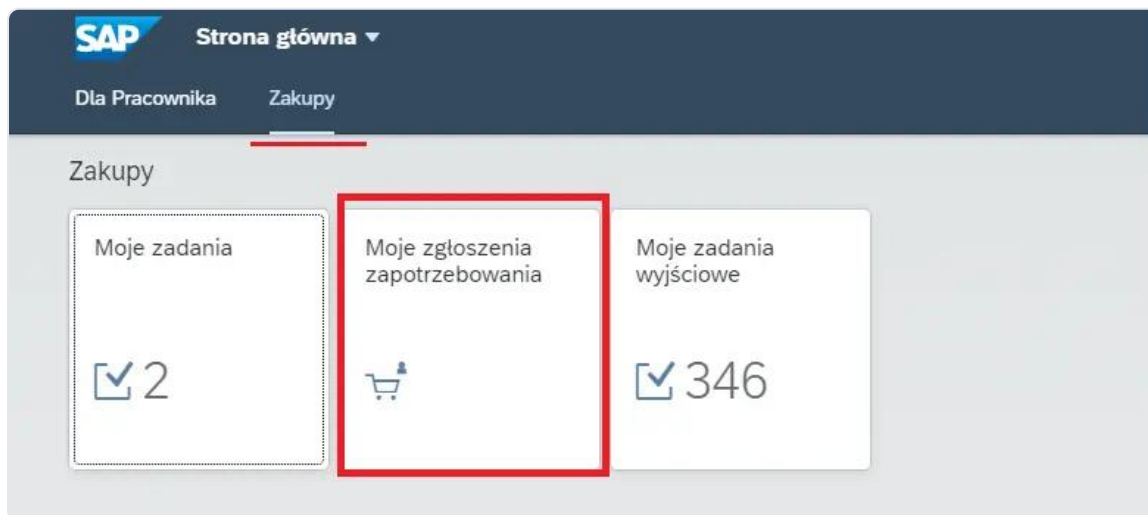 SAP Strona główna
Dla Pracownika Zakupy
Zakupy
Moje zadania
2
Moje zgłoszenia
zapotrzebowania
Moje zadania
wyjściowe
346